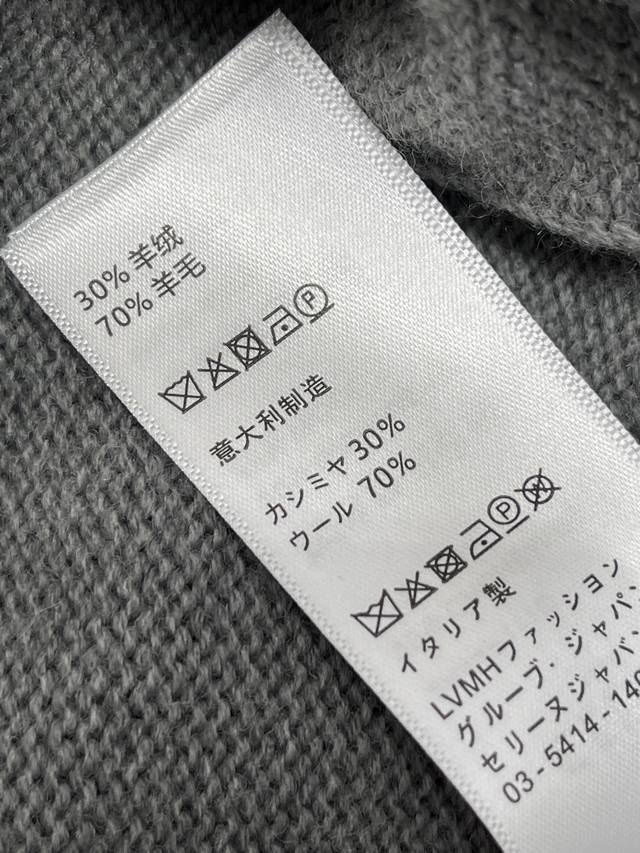 30% 羊绒
70% 羊毛
P
意大利制造
カシミヤ 30%
ウール 70%
P W
イタリア製
LVMHファッション
グループ・ジャパン
セリーヌジャパ
03-5414-140